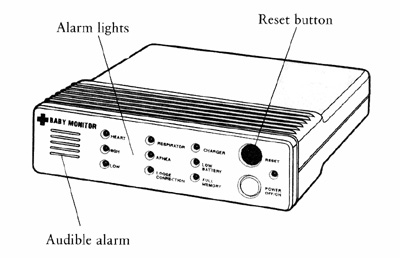 Alarm lights
Reset button
BABY MONITOR
HEART
HIGH
LOW
RESPIRATOR
APNEA
LOOSE
CONNECTION
CHARGER
LOW
BATTERY
FULL
MEMORY
RESET
POWER
OFF/ON
Audible alarm